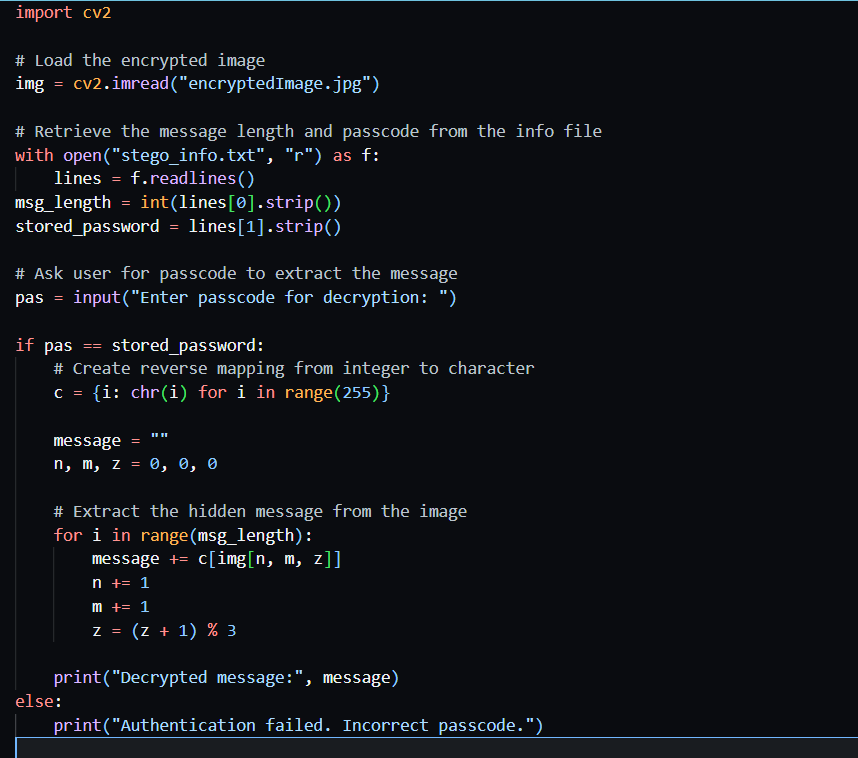 import cv2

# Load the encrypted image
img = cv2.imread("encryptedImage.jpg")

# Retrieve the message length and passcode from the info file
with open("stego_info.txt", "r") as f:
    lines = f.readlines()
msg_length = int(lines[0].strip())
stored_password = lines[1].strip()

# Ask user for passcode to extract the message
pas = input("Enter passcode for decryption: ")

if pas == stored_password:
    # Create reverse mapping from integer to character
    c = {i: chr(i) for i in range(255)}

    message = ""
    n, m, z = 0, 0, 0

    # Extract the hidden message from the image
    for i in range(msg_length):
        message += c[img[n, m, z]]
        n += 1
        m += 1
        z = (z + 1) % 3

    print("Decrypted message:", message)
else:
    print("Authentication failed. Incorrect passcode.")